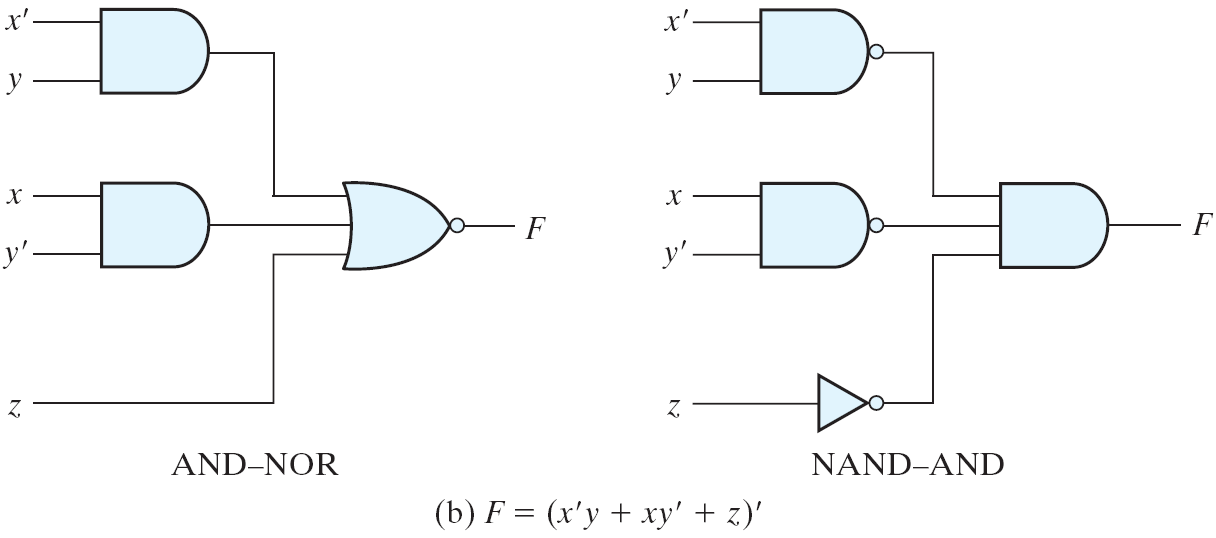 x′
y
x
y′
F
z
AND–NOR
x′
y
x
y′
F
z
NAND–AND
(b) F = (x′y + xy′ + z)′